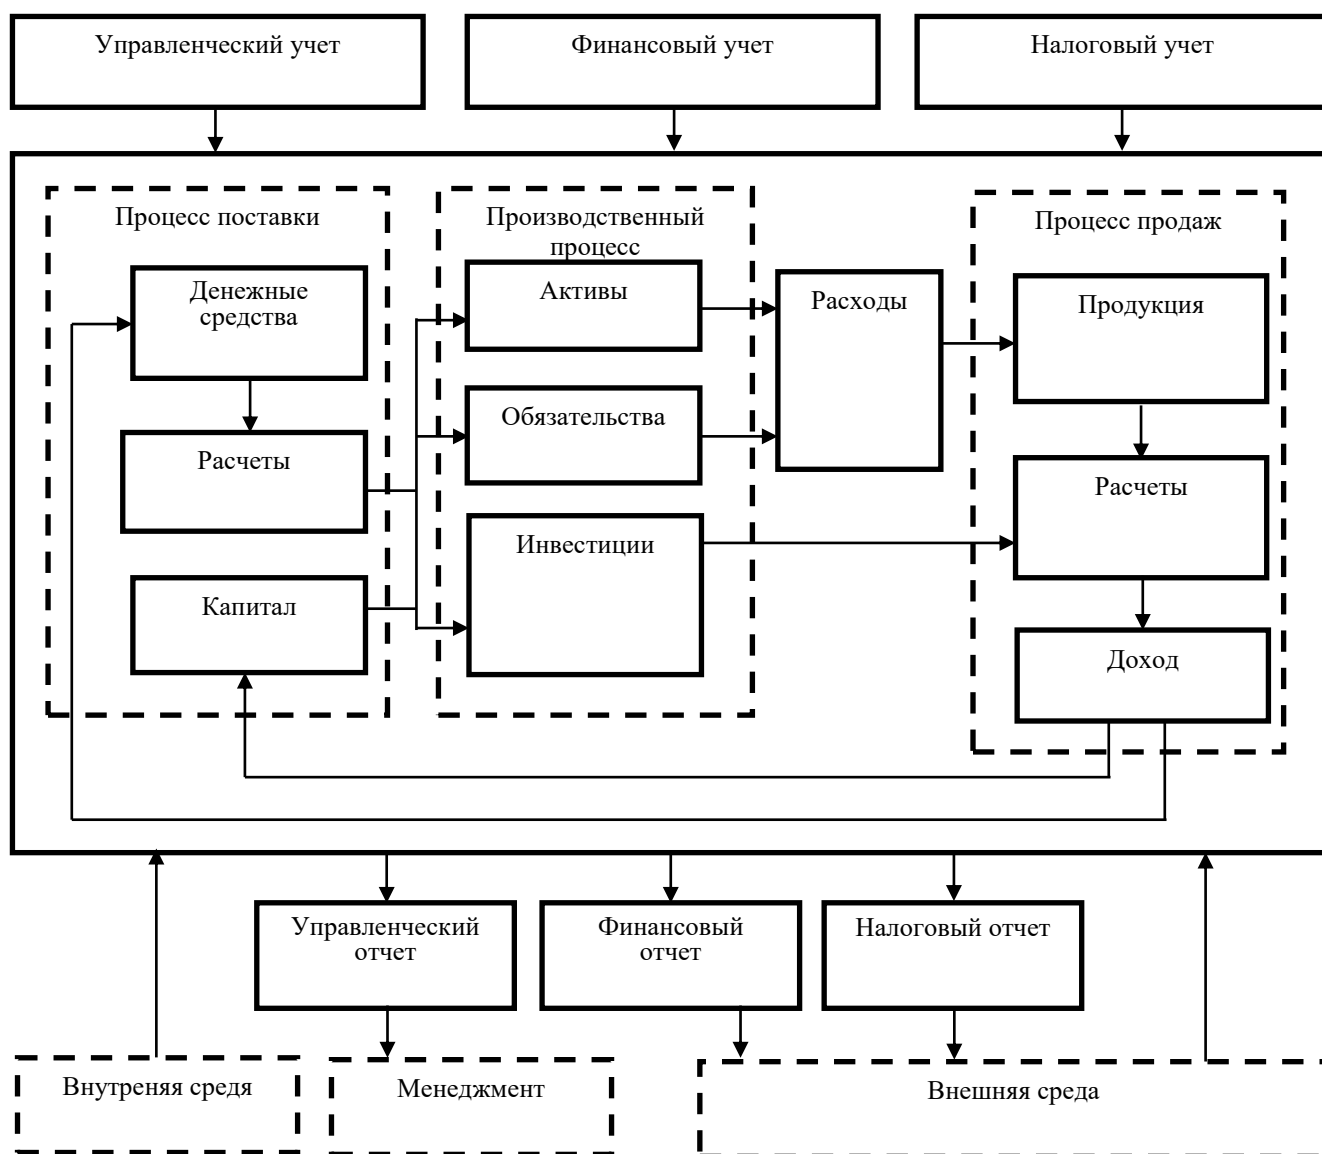 Управленческий учет
Финансовый учет
Налоговый учет
Процесс поставки
Производственный
процесс
Процесс продаж
Денежные
средства
Активы
Расходы
Продукция
Обязательства
Расчеты
Расчеты
Инвестиции
Капитал
Доход
Управленческий
отчет
Финансовый
отчет
Налоговый отчет
Внутреняя средя
Менеджмент
Внешняя среда